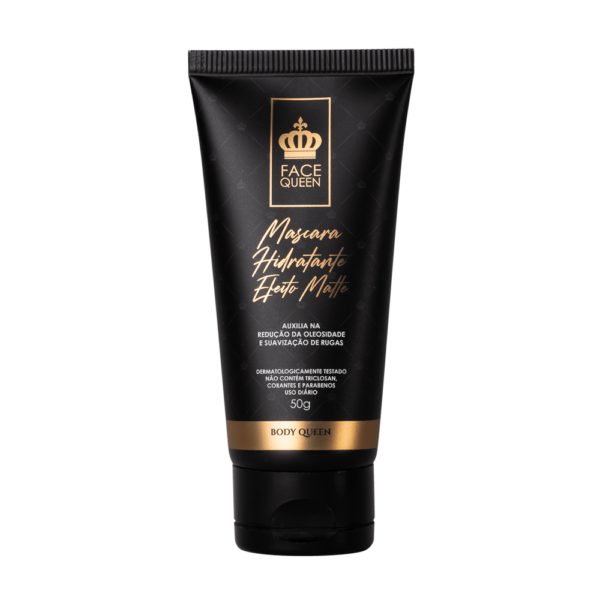 FACE
QUEEN
Mascara
Hidratante
Efeito Matte
AUXILIA NA
REDUÇÃO DA OLEOSIDADE
E SUAVIZAÇÃO DE RUGAS
DERMATOLOGICAMENTE TESTADO
NÃO CONTÉM TRICLOSAN,
CORANTES E PARABENOS
USO DIÁRIO
50g
BODY QUEEN